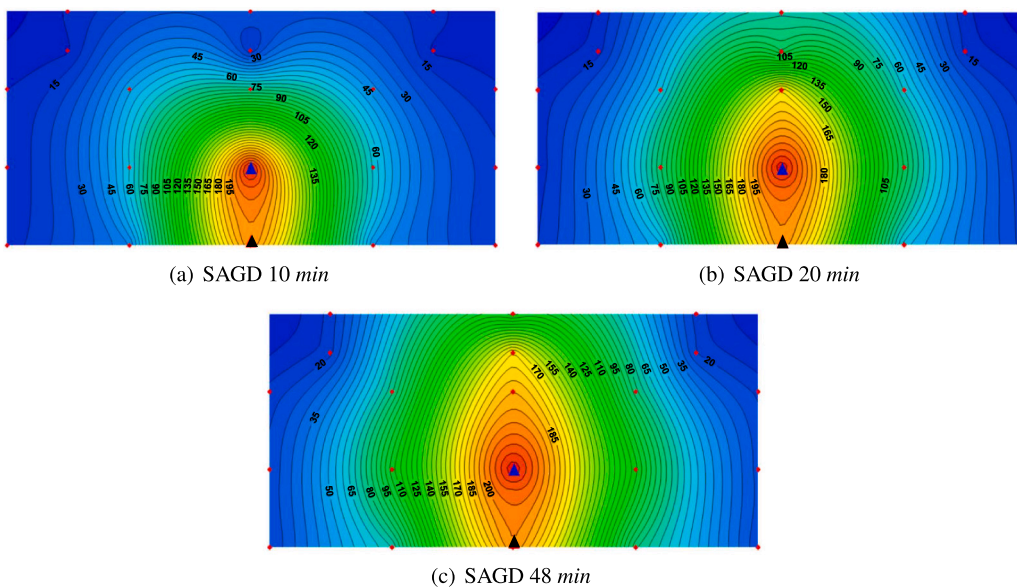 15 45 30 60 75 90 105 120 135 45 30 15 60
30 45 60 75 90 105 120 135 150 165 180 195
(a) SAGD 10 min
15 105 120 135 150 165 180 90 75 60 45 30 15 105
30 45 60 75 90 105 120 135 150 165 180 195
(b) SAGD 20 min
20 35 170 155 140 125 110 95 80 65 50 35 20 185
50 65 80 95 110 125 140 155 170 185 200
(c) SAGD 48 min